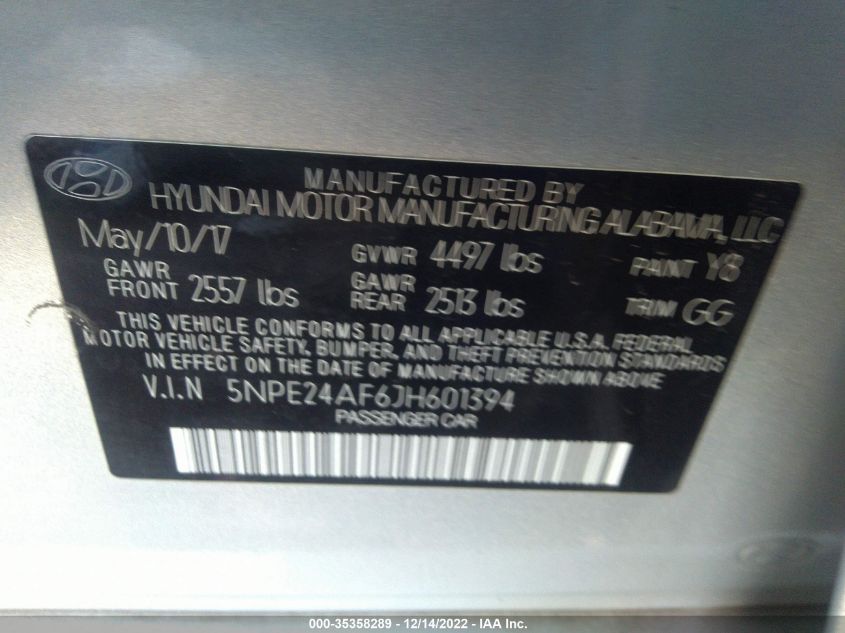 MANUFACTURED BY
HYUNDAI MOTOR MANUFACTURING ALABAMA, LLC
May/10/17 GVWR 4497 lbs PAINT Y8
GAWR FRONT 2557 lbs GAWR REAR 2513 lbs TRIM GG
THIS VEHICLE CONFORMS TO ALL APPLICABLE U.S.A. FEDERAL
MOTOR VEHICLE SAFETY, BUMPER, AND THEFT PREVENTION STANDARDS
IN EFFECT ON THE DATE OF MANUFACTURE SHOWN ABOVE
V.I.N 5NPE24AF6JH601394
PASSENGER CAR
000-35358289 - 12/14/2022 - IAA Inc.